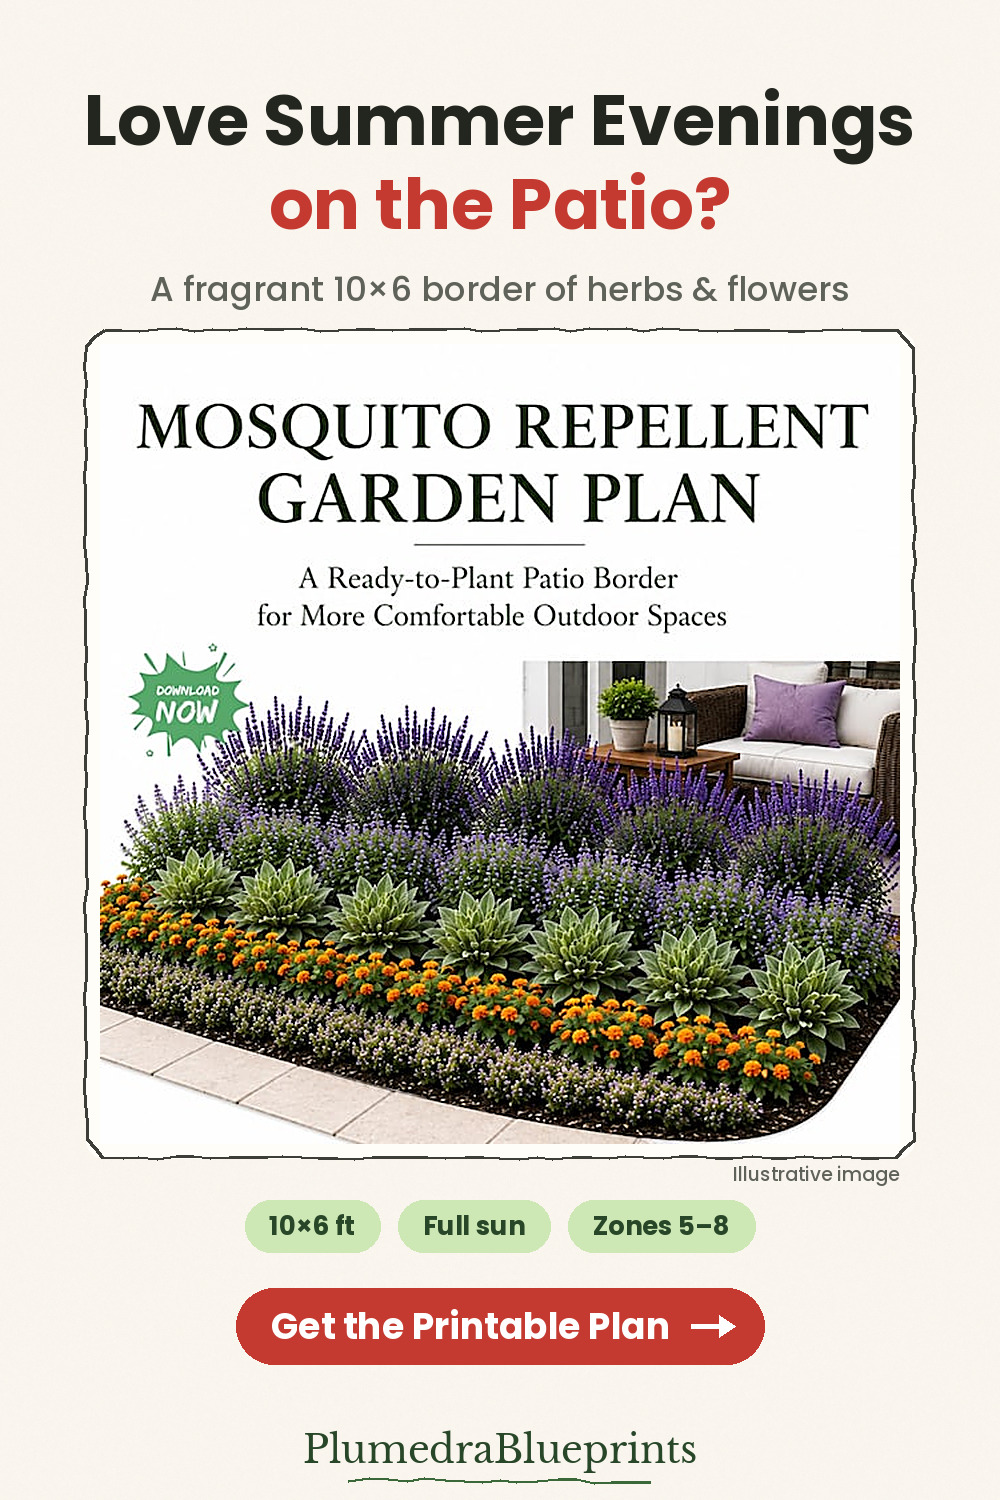 Love Summer Evenings
on the Patio?
A fragrant 10×6 border of herbs & flowers
MOSQUITO REPELLENT
GARDEN PLAN
A Ready-to-Plant Patio Border
for More Comfortable Outdoor Spaces
DOWNLOAD
NOW
Illustrative image
10×6 ft
Full sun
Zones 5–8
Get the Printable Plan →
PlumedraBlueprints